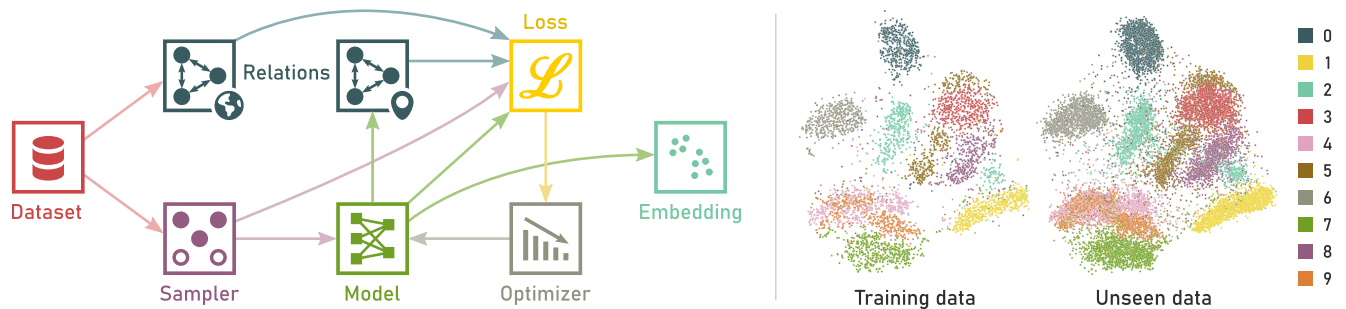 Loss
Relations
ℒ
Dataset
Embedding
Sampler
Model
Optimizer
Training data
Unseen data
0
1
2
3
4
5
6
7
8
9